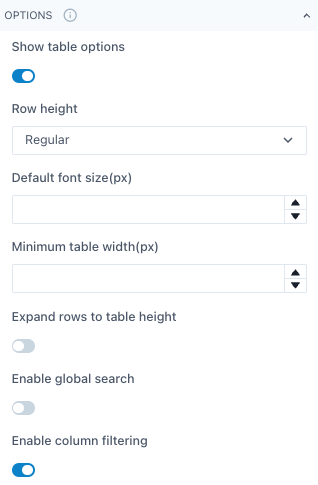 OPTIONS
Show table options
Row height
Regular
Default font size(px)
Minimum table width(px)
Expand rows to table height
Enable global search
Enable column filtering